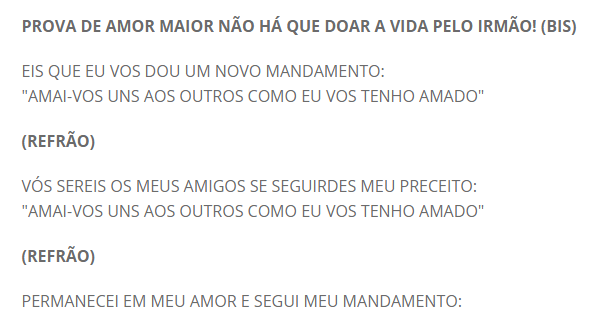 PROVA DE AMOR MAIOR NÃO HÁ QUE DOAR A VIDA PELO IRMÃO! (BIS)
EIS QUE EU VOS DOU UM NOVO MANDAMENTO:
"AMAI-VOS UNS AOS OUTROS COMO EU VOS TENHO AMADO"
(REFRÃO)
VÓS SEREIS OS MEUS AMIGOS SE SEGUIRDES MEU PRECEITO:
"AMAI-VOS UNS AOS OUTROS COMO EU VOS TENHO AMADO"
(REFRÃO)
PERMANECEI EM MEU AMOR E SEGUI MEU MANDAMENTO: